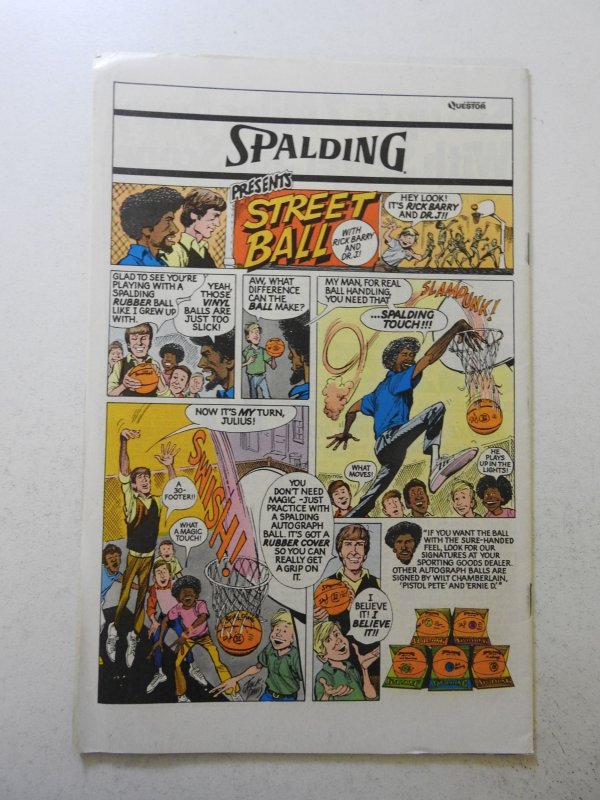 QUESTOR
SPALDING
PRESENTS
STREET
BALL
WITH
RICK BARRY
AND
DR. J!
HEY LOOK!
IT'S RICK BARRY
AND DR. J!!
GLAD TO SEE YOU'RE
PLAYING WITH A
SPALDING
RUBBER BALL
LIKE I GREW UP
WITH.
YEAH,
THOSE
VINYL
BALLS ARE
JUST TOO
SLICK!
AW, WHAT
DIFFERENCE
CAN THE
BALL MAKE?
MY MAN, FOR REAL
BALL HANDLING,
YOU NEED THAT
...SPALDING
TOUCH!!!
SLAM DUNK!
WHAT
MOVES!
HE
PLAYS
UP IN THE
LIGHTS!
NOW IT'S MY TURN,
JULIUS!
A
30-
FOOTER!!
WHAT
A MAGIC
TOUCH!
SWISH!
YOU
DON'T NEED
MAGIC -JUST
PRACTICE WITH
A SPALDING
AUTOGRAPH
BALL. IT'S GOT A
RUBBER COVER
SO YOU CAN
REALLY GET
A GRIP ON
IT.
I
BELIEVE
IT! I
BELIEVE
IT!!
"IF YOU WANT THE BALL
WITH THE SURE-HANDED
FEEL, LOOK FOR OUR
SIGNATURES AT YOUR
SPORTING GOODS DEALER.
OTHER AUTOGRAPH BALLS ARE
SIGNED BY WILT CHAMBERLAIN,
'PISTOL PETE' AND 'ERNIE D.'"